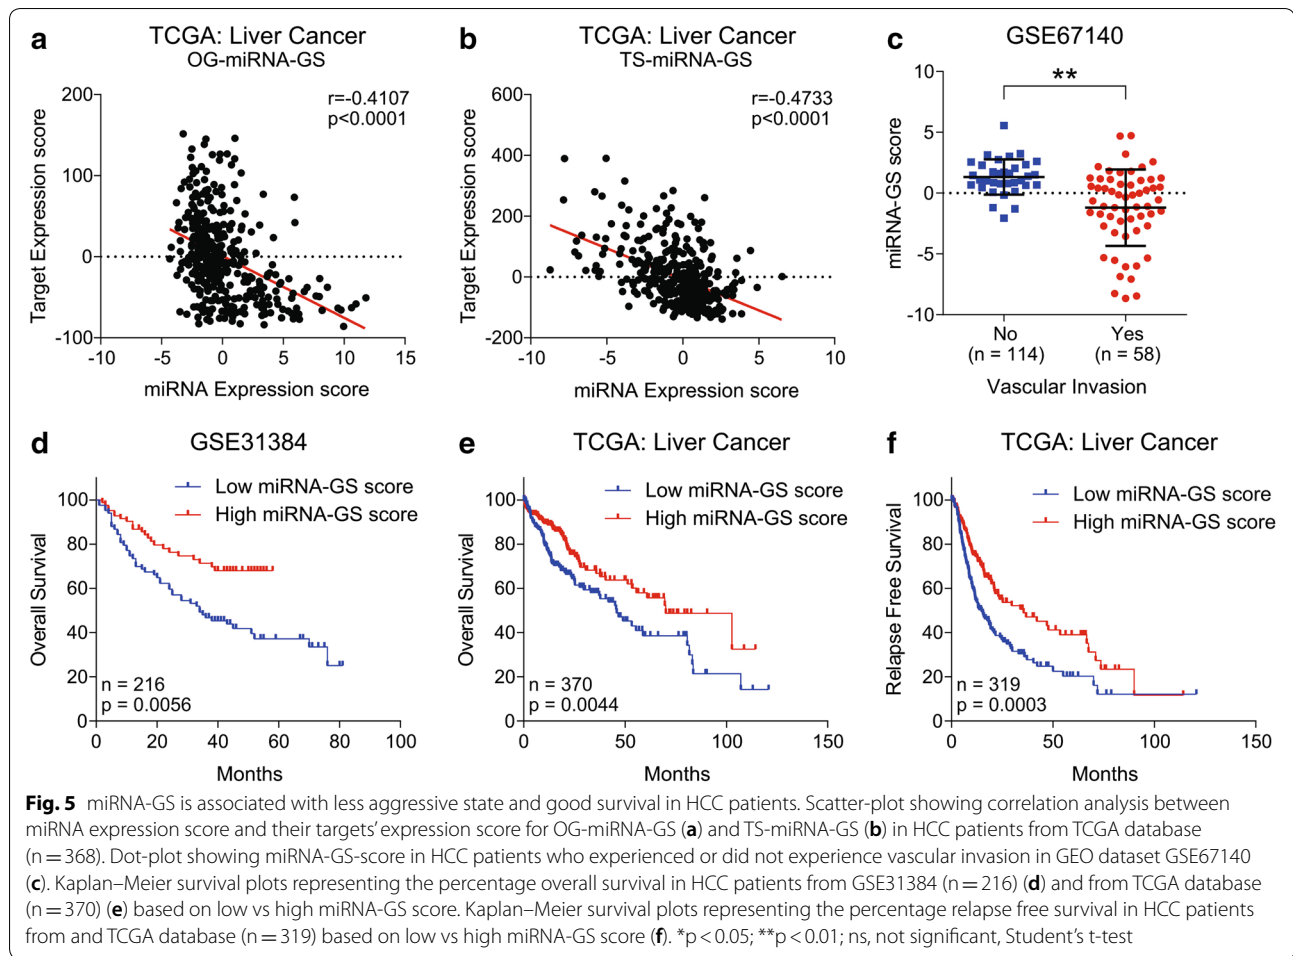 a
TCGA: Liver Cancer
OG-miRNA-GS
r=-0.4107
p<0.0001
Target Expression score
200
100
0
-100
-10
-5
0
5
10
15
miRNA Expression score
b
TCGA: Liver Cancer
TS-miRNA-GS
r=-0.4733
p<0.0001
Target Expression score
600
400
200
0
-200
-10
-5
0
5
10
miRNA Expression score
c
GSE67140
**
miRNA-GS score
10
5
0
-5
-10
No
(n = 114)
Yes
(n = 58)
Vascular Invasion
d
GSE31384
Low miRNA-GS score
High miRNA-GS score
Overall Survival
100
80
60
40
20
0
n = 216
p = 0.0056
0
20
40
60
80
100
Months
e
TCGA: Liver Cancer
Low miRNA-GS score
High miRNA-GS score
Overall Survival
100
80
60
40
20
0
n = 370
p = 0.0044
0
50
100
150
Months
f
TCGA: Liver Cancer
Low miRNA-GS score
High miRNA-GS score
Relapse Free Survival
100
80
60
40
20
0
n = 319
p = 0.0003
0
50
100
150
Months
Fig. 5 miRNA-GS is associated with less aggressive state and good survival in HCC patients. Scatter-plot showing correlation analysis between
miRNA expression score and their targets' expression score for OG-miRNA-GS (a) and TS-miRNA-GS (b) in HCC patients from TCGA database
(n = 368). Dot-plot showing miRNA-GS-score in HCC patients who experienced or did not experience vascular invasion in GEO dataset GSE67140
(c). Kaplan–Meier survival plots representing the percentage overall survival in HCC patients from GSE31384 (n = 216) (d) and from TCGA database
(n = 370) (e) based on low vs high miRNA-GS score. Kaplan–Meier survival plots representing the percentage relapse free survival in HCC patients
from and TCGA database (n = 319) based on low vs high miRNA-GS score (f). *p < 0.05; **p < 0.01; ns, not significant, Student's t-test